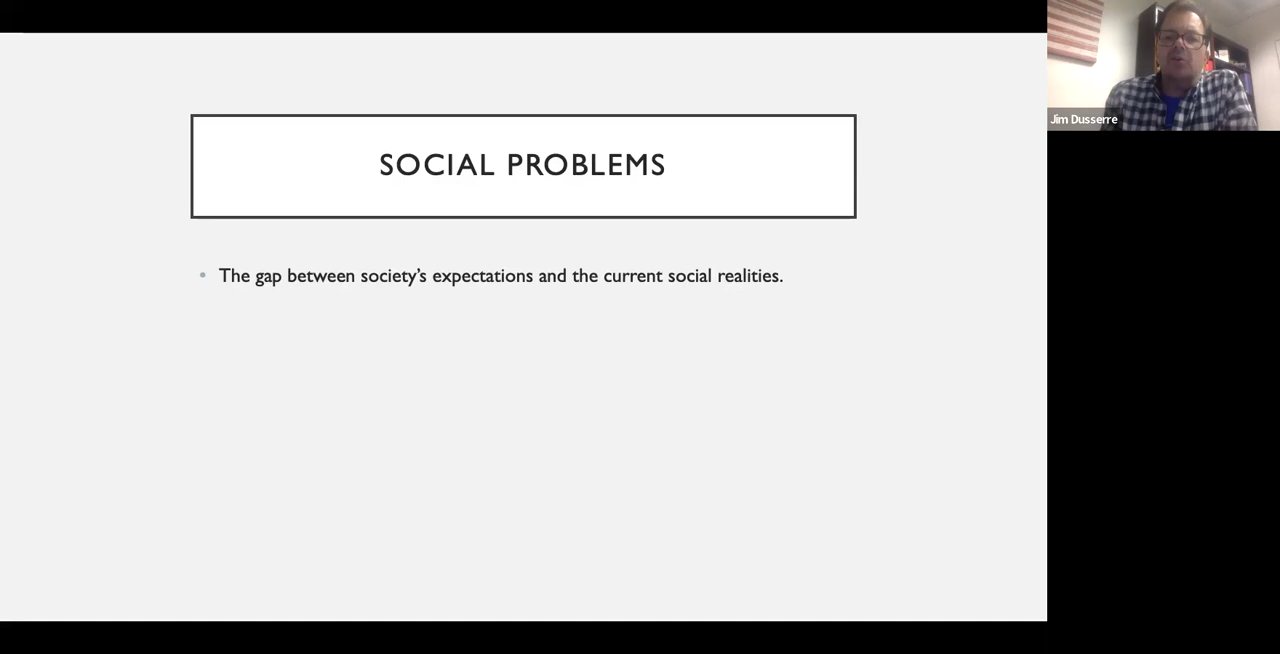 SOCIAL PROBLEMS
• The gap between society’s expectations and the current social realities.
Jim Dusserre